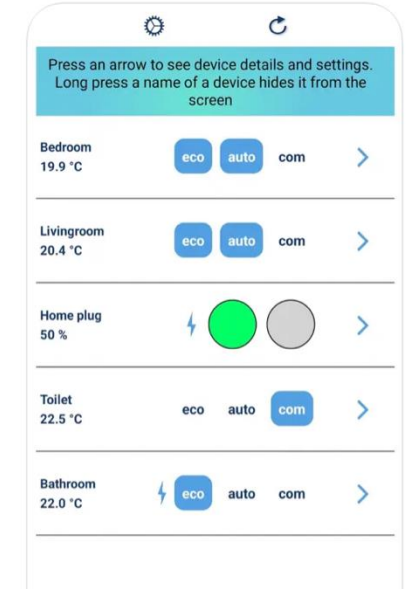 Press an arrow to see device details and settings.
Long press a name of a device hides it from the
screen
Bedroom
19.9 °C
eco auto com
Livingroom
20.4 °C
eco auto com
Home plug
50 %
Toilet
22.5 °C
eco auto com
Bathroom
22.0 °C
eco auto com